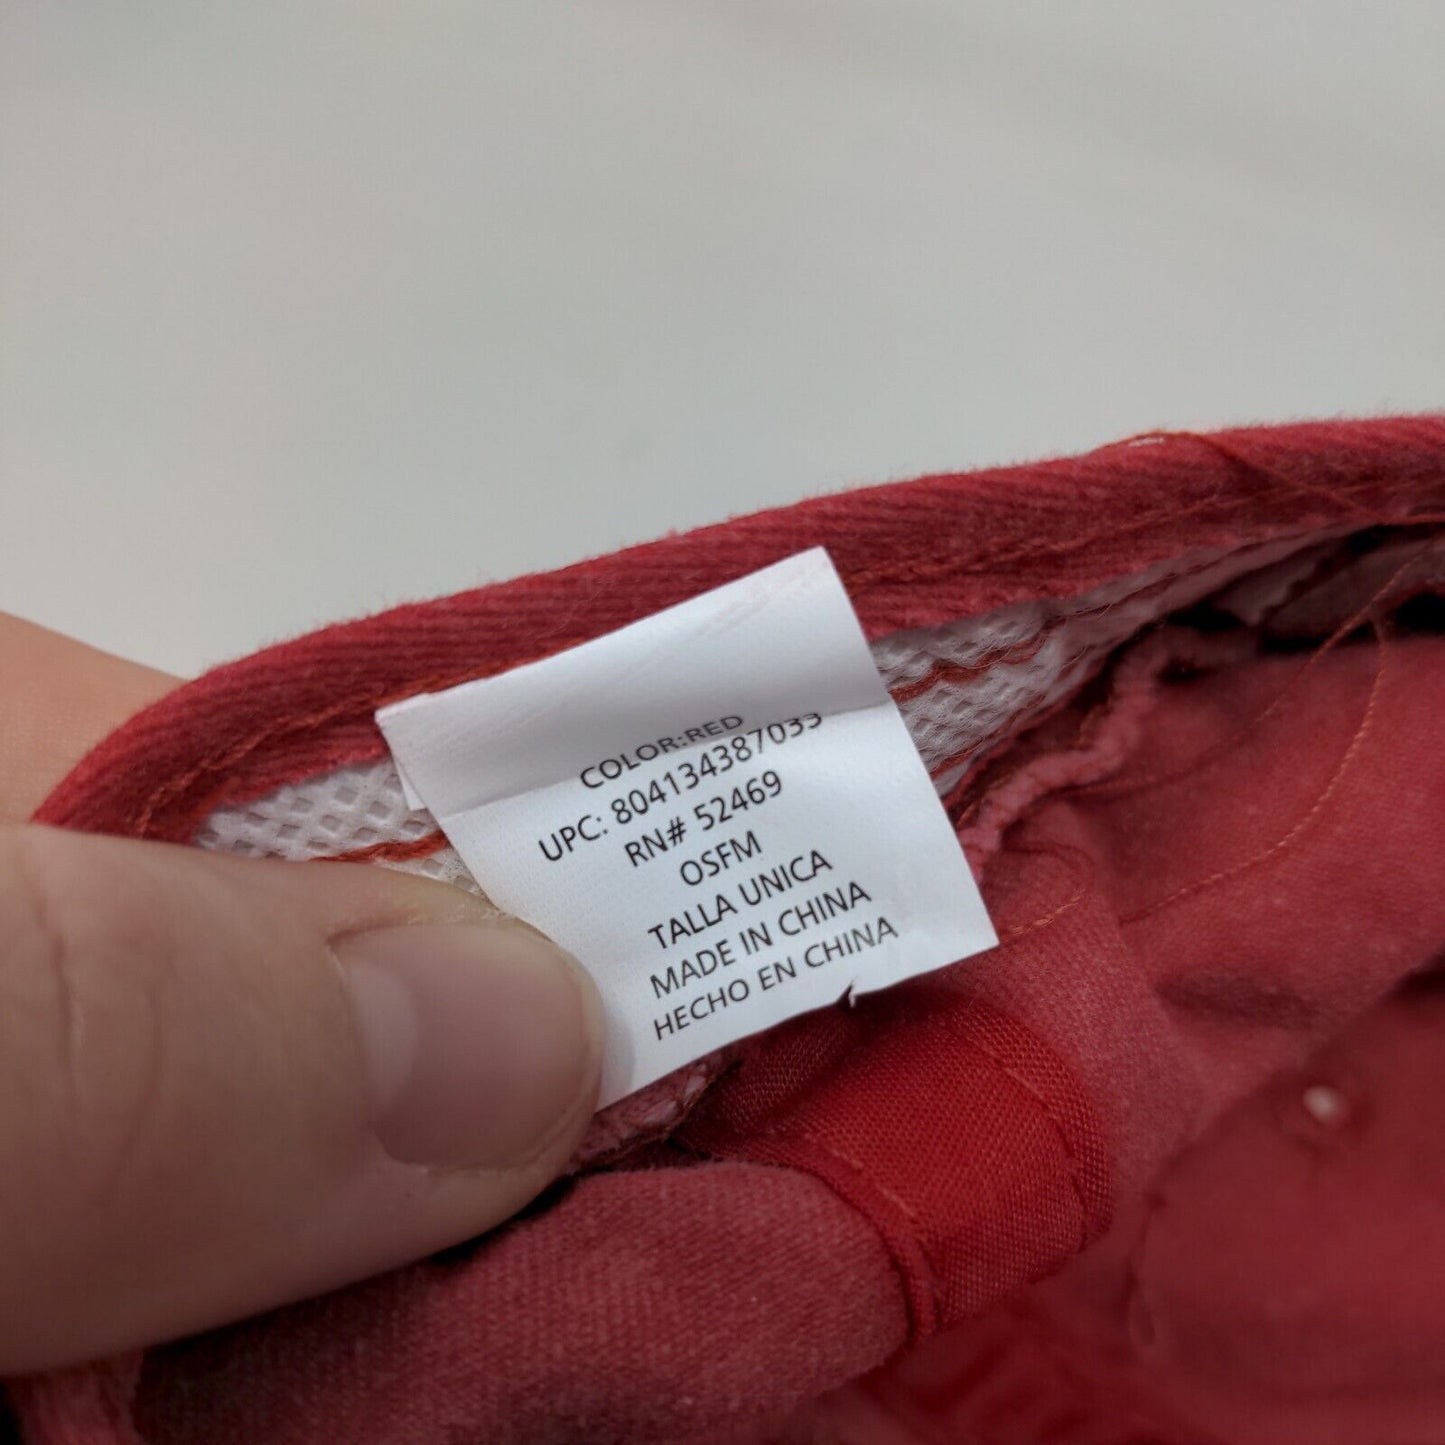 COLOR:RED
UPC: 804134387033
RN# 52469
OSFM
TALLA UNICA
MADE IN CHINA
HECHO EN CHINA